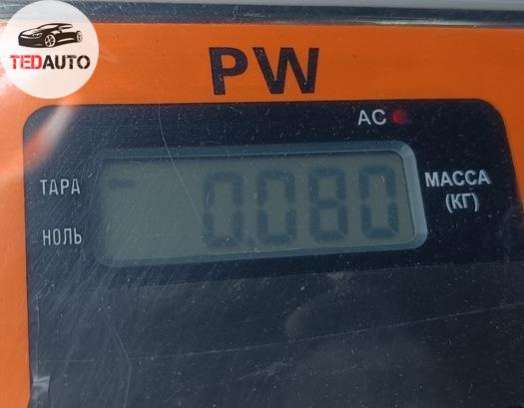 TEDAUTO
PW
AC
ТАРА
НОЛЬ
0.080
МАССА
(КГ)